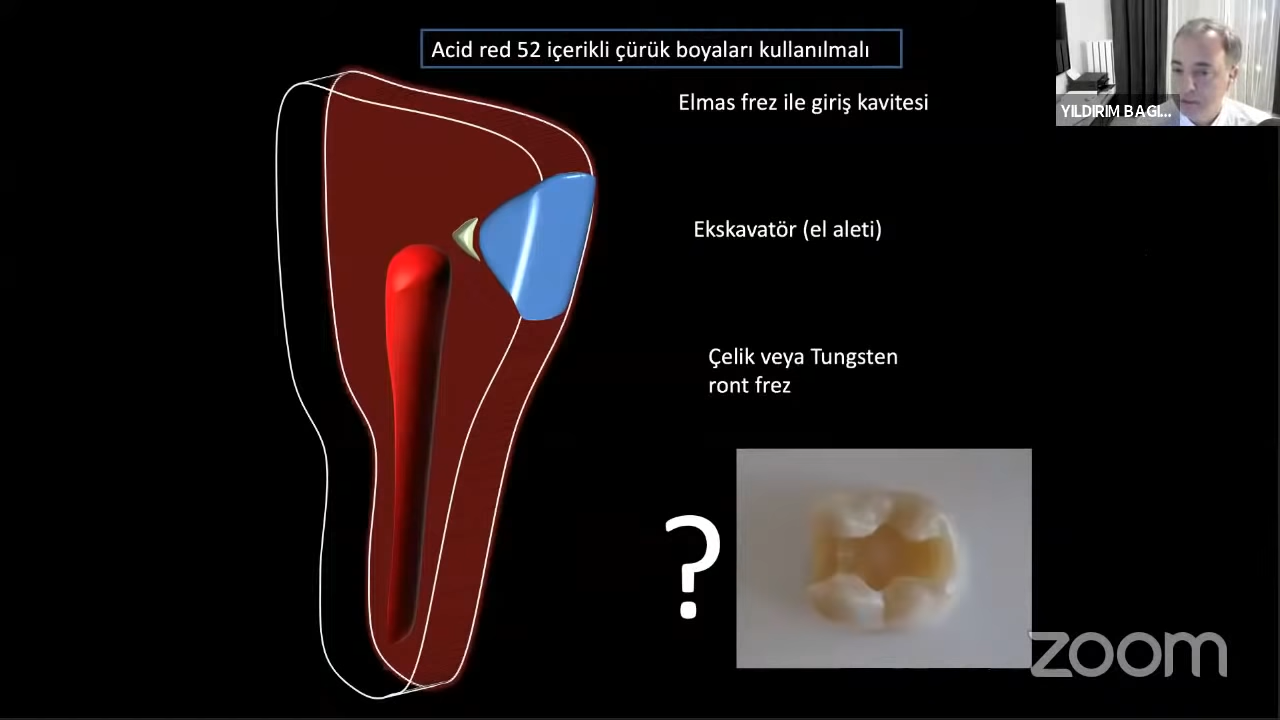 Acid red 52 içerikli çürük boyaları kullanılmalı
Elmas frez ile giriş kavitesi
YILDIRIM BAGI...
Ekskavatör (el aleti)
Çelik veya Tungsten
ront frez
?
zoom